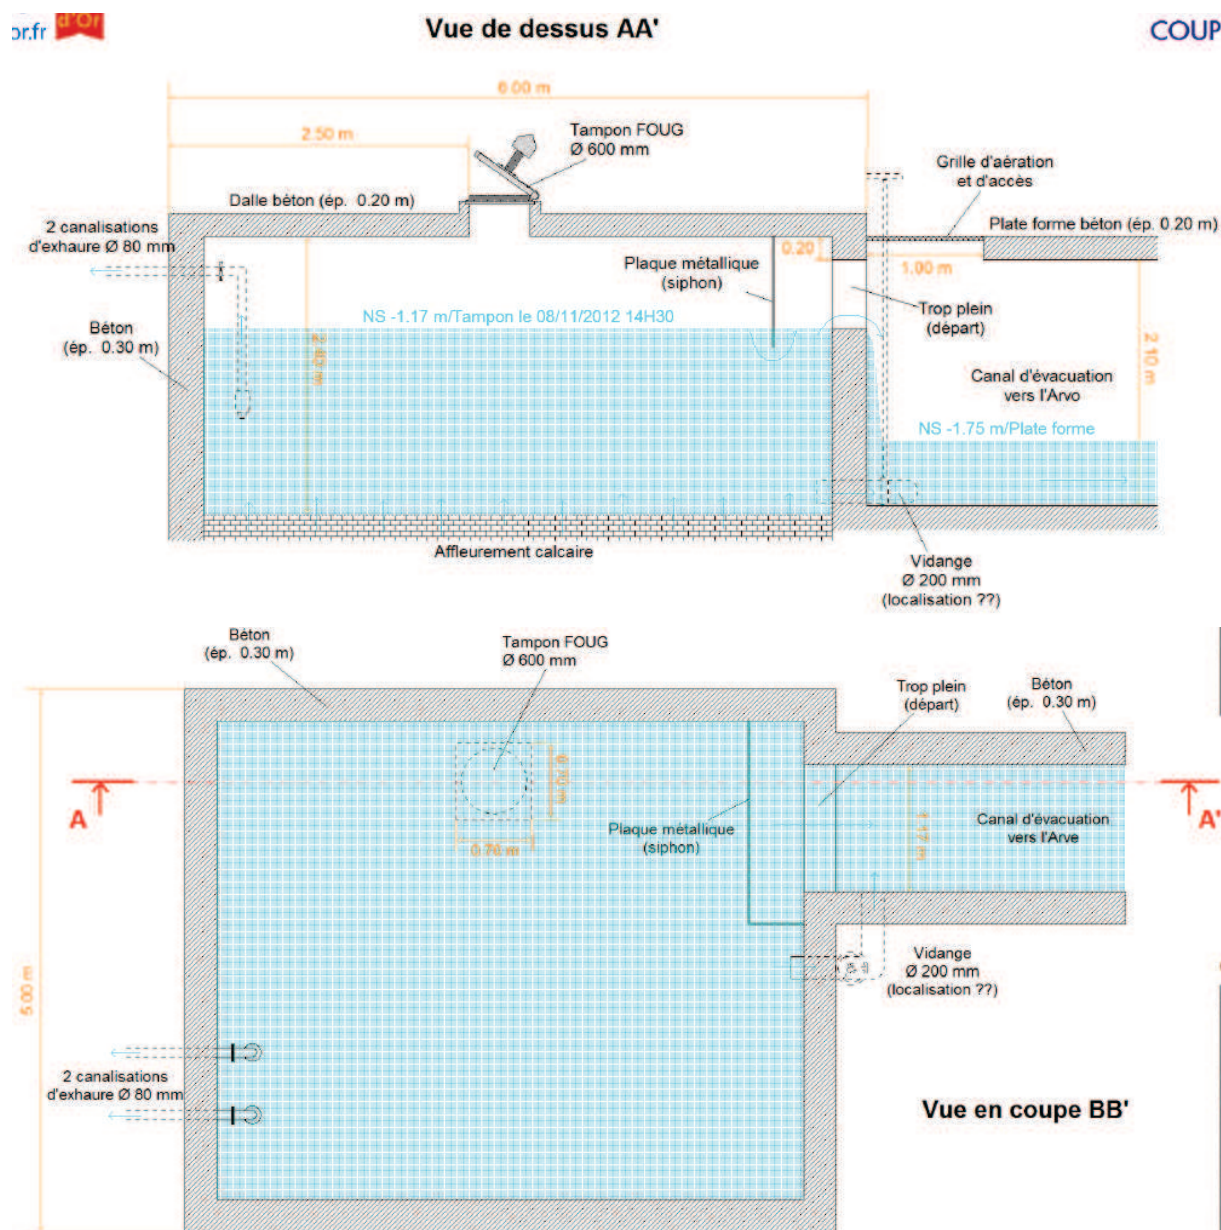 or.fr
d'Or
Vue de dessus AA'
COUP
6.00 m
2.50 m
Tampon FOUG
Ø 600 mm
Grille d'aération
et d'accès
Dalle béton (ép. 0.20 m)
Plate forme béton (ép. 0.20 m)
2 canalisations
d'exhaure Ø 80 mm
Plaque métallique
(siphon)
0.20
1.00 m
Trop plein
(départ)
NS -1.17 m/Tampon le 08/11/2012 14H30
Béton
(ép. 0.30 m)
2.10 m
Canal d'évacuation
vers l'Arvo
NS -1.75 m/Plate forme
Affleurement calcaire
Vidange
Ø 200 mm
(localisation ??)
Béton
(ép. 0.30 m)
Tampon FOUG
Ø 600 mm
Trop plein
(départ)
Béton
(ép. 0.30 m)
0.70 m
0.70 m
A
A'
Plaque métallique
(siphon)
Canal d'évacuation
vers l'Arve
Vidange
Ø 200 mm
(localisation ??)
5.00 m
2 canalisations
d'exhaure Ø 80 mm
Vue en coupe BB'